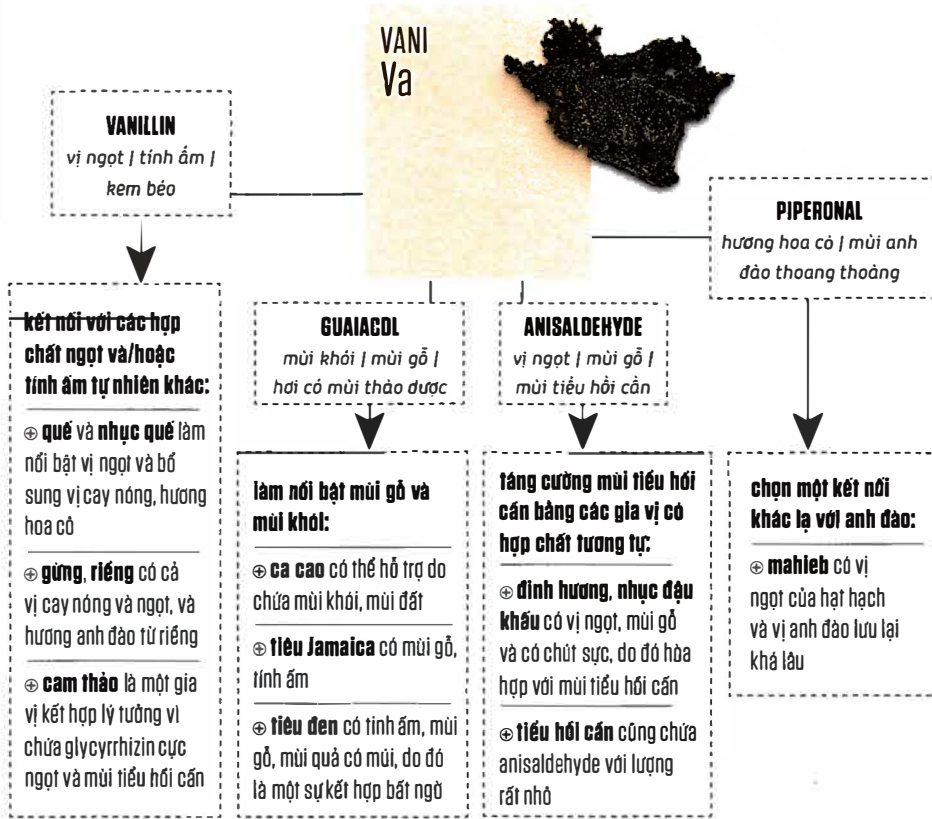 VANI
Va
VANILLIN
vị ngọt | tính ấm |
kem béo
kết nối với các hợp
chất ngọt và/hoặc
tính ấm tự nhiên khác:
⊕ quế và nhục quế làm
nổi bật vị ngọt và bổ
sung vị cay nóng, hương
hoa cỏ
⊕ gừng, riềng có cả
vị cay nóng và ngọt, và
hương anh đào từ riềng
⊕ cam thảo là một gia
vị kết hợp lý tưởng vì
chứa glycyrrhizin cực
ngọt và mùi tiểu hồi cần
GUAIACOL
mùi khói | mùi gỗ |
hơi có mùi thảo dược
làm nổi bật mùi gỗ và
mùi khói:
⊕ ca cao có thể hỗ trợ do
chứa mùi khói, mùi đất
⊕ tiêu Jamaica có mùi gỗ,
tính ấm
⊕ tiêu đen có tính ấm, mùi
gỗ, mùi quả có múi, do đó
là một sự kết hợp bất ngờ
ANISALDEHYDE
vị ngọt | mùi gỗ |
mùi tiểu hồi cần
tăng cường mùi tiểu hồi
cần bằng các gia vị có
hợp chất tương tự:
⊕ đinh hương, nhục đậu
khấu có vị ngọt, mùi gỗ
và có chút sực, do đó hòa
hợp với mùi tiểu hồi cần
⊕ tiểu hồi cần cũng chứa
anisaldehyde với lượng
rất nhỏ
PIPERONAL
hương hoa cỏ | mùi anh
đào thoang thoảng
chọn một kết nối
khác lạ với anh đào:
⊕ mahleb có vị
ngọt của hạt hạch
và vị anh đào lưu lại
khá lâu